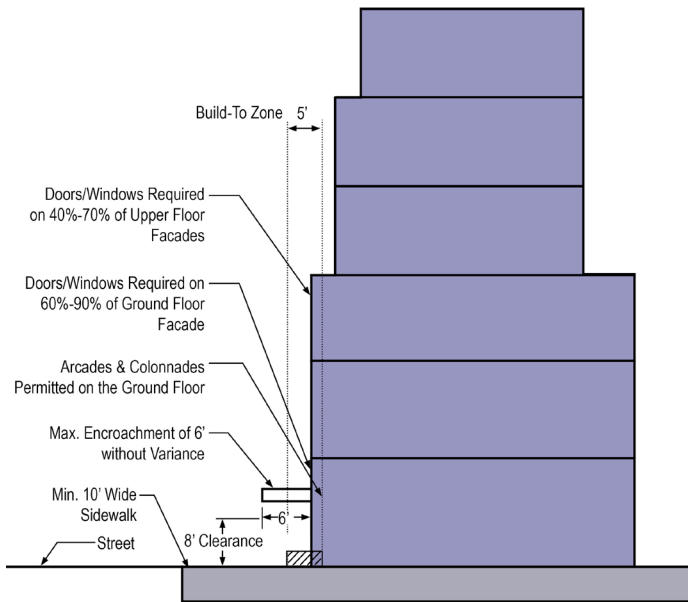 Build-To Zone
5'
Doors/Windows Required
on 40%-70% of Upper Floor
Facades
Doors/Windows Required on
60%-90% of Ground Floor
Facade
Arcades & Colonnades
Permitted on the Ground Floor
Max. Encroachment of 6'
without Variance
Min. 10' Wide
Sidewalk
6'
8' Clearance
Street